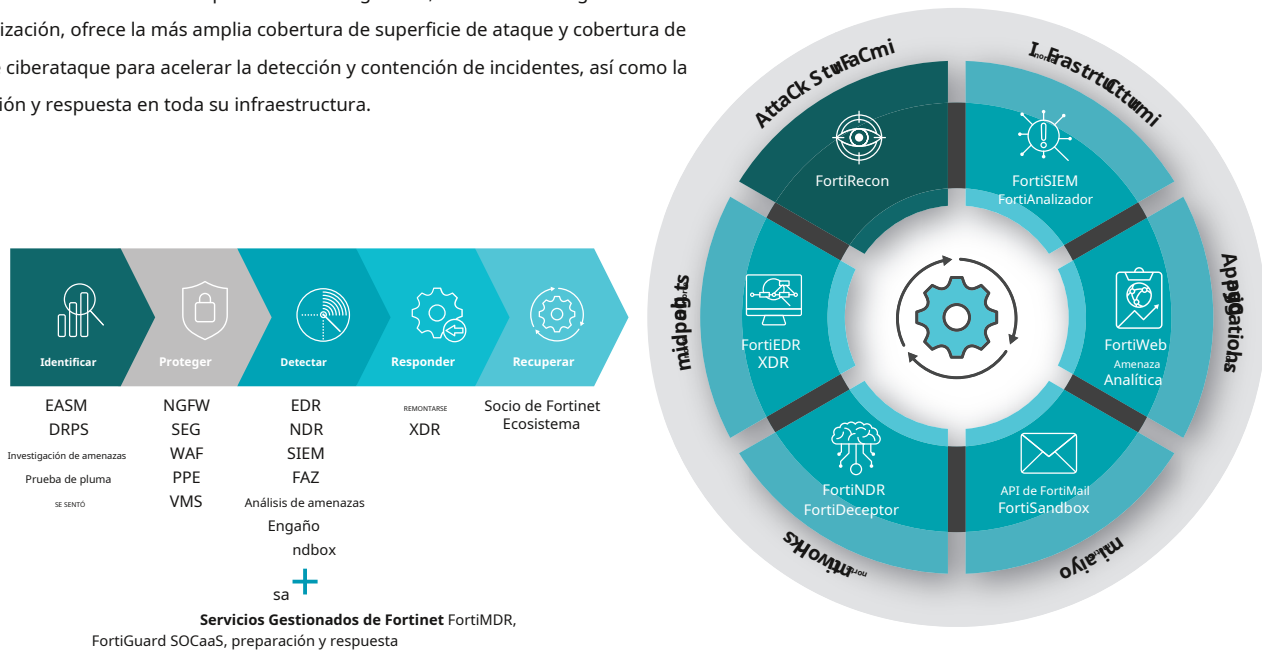 ización, ofrece la más amplia cobertura de superficie de ataque y cobertura de
ciberataque para acelerar la detección y contención de incidentes, así como la
ión y respuesta en toda su infraestructura.
Identificar
Proteger
Detectar
Responder
Recuperar
EASM
DRPS
Investigación de amenazas
Prueba de pluma
SE SENTÓ
NGFW
SEG
WAF
PPE
VMS
EDR
NDR
SIEM
FAZ
Análisis de amenazas
Engaño
ndbox
sa
REMONTARSE
XDR
Socio de Fortinet
Ecosistema
Servicios Gestionados de Fortinet FortiMDR,
FortiGuard SOCaaS, preparación y respuesta
FortiRecon
FortiSIEM
FortiAnalizador
FortiWeb
Amenaza
Analítica
API de FortiMail
FortiSandbox
FortiNDR
FortiDeceptor
FortiEDR
XDR